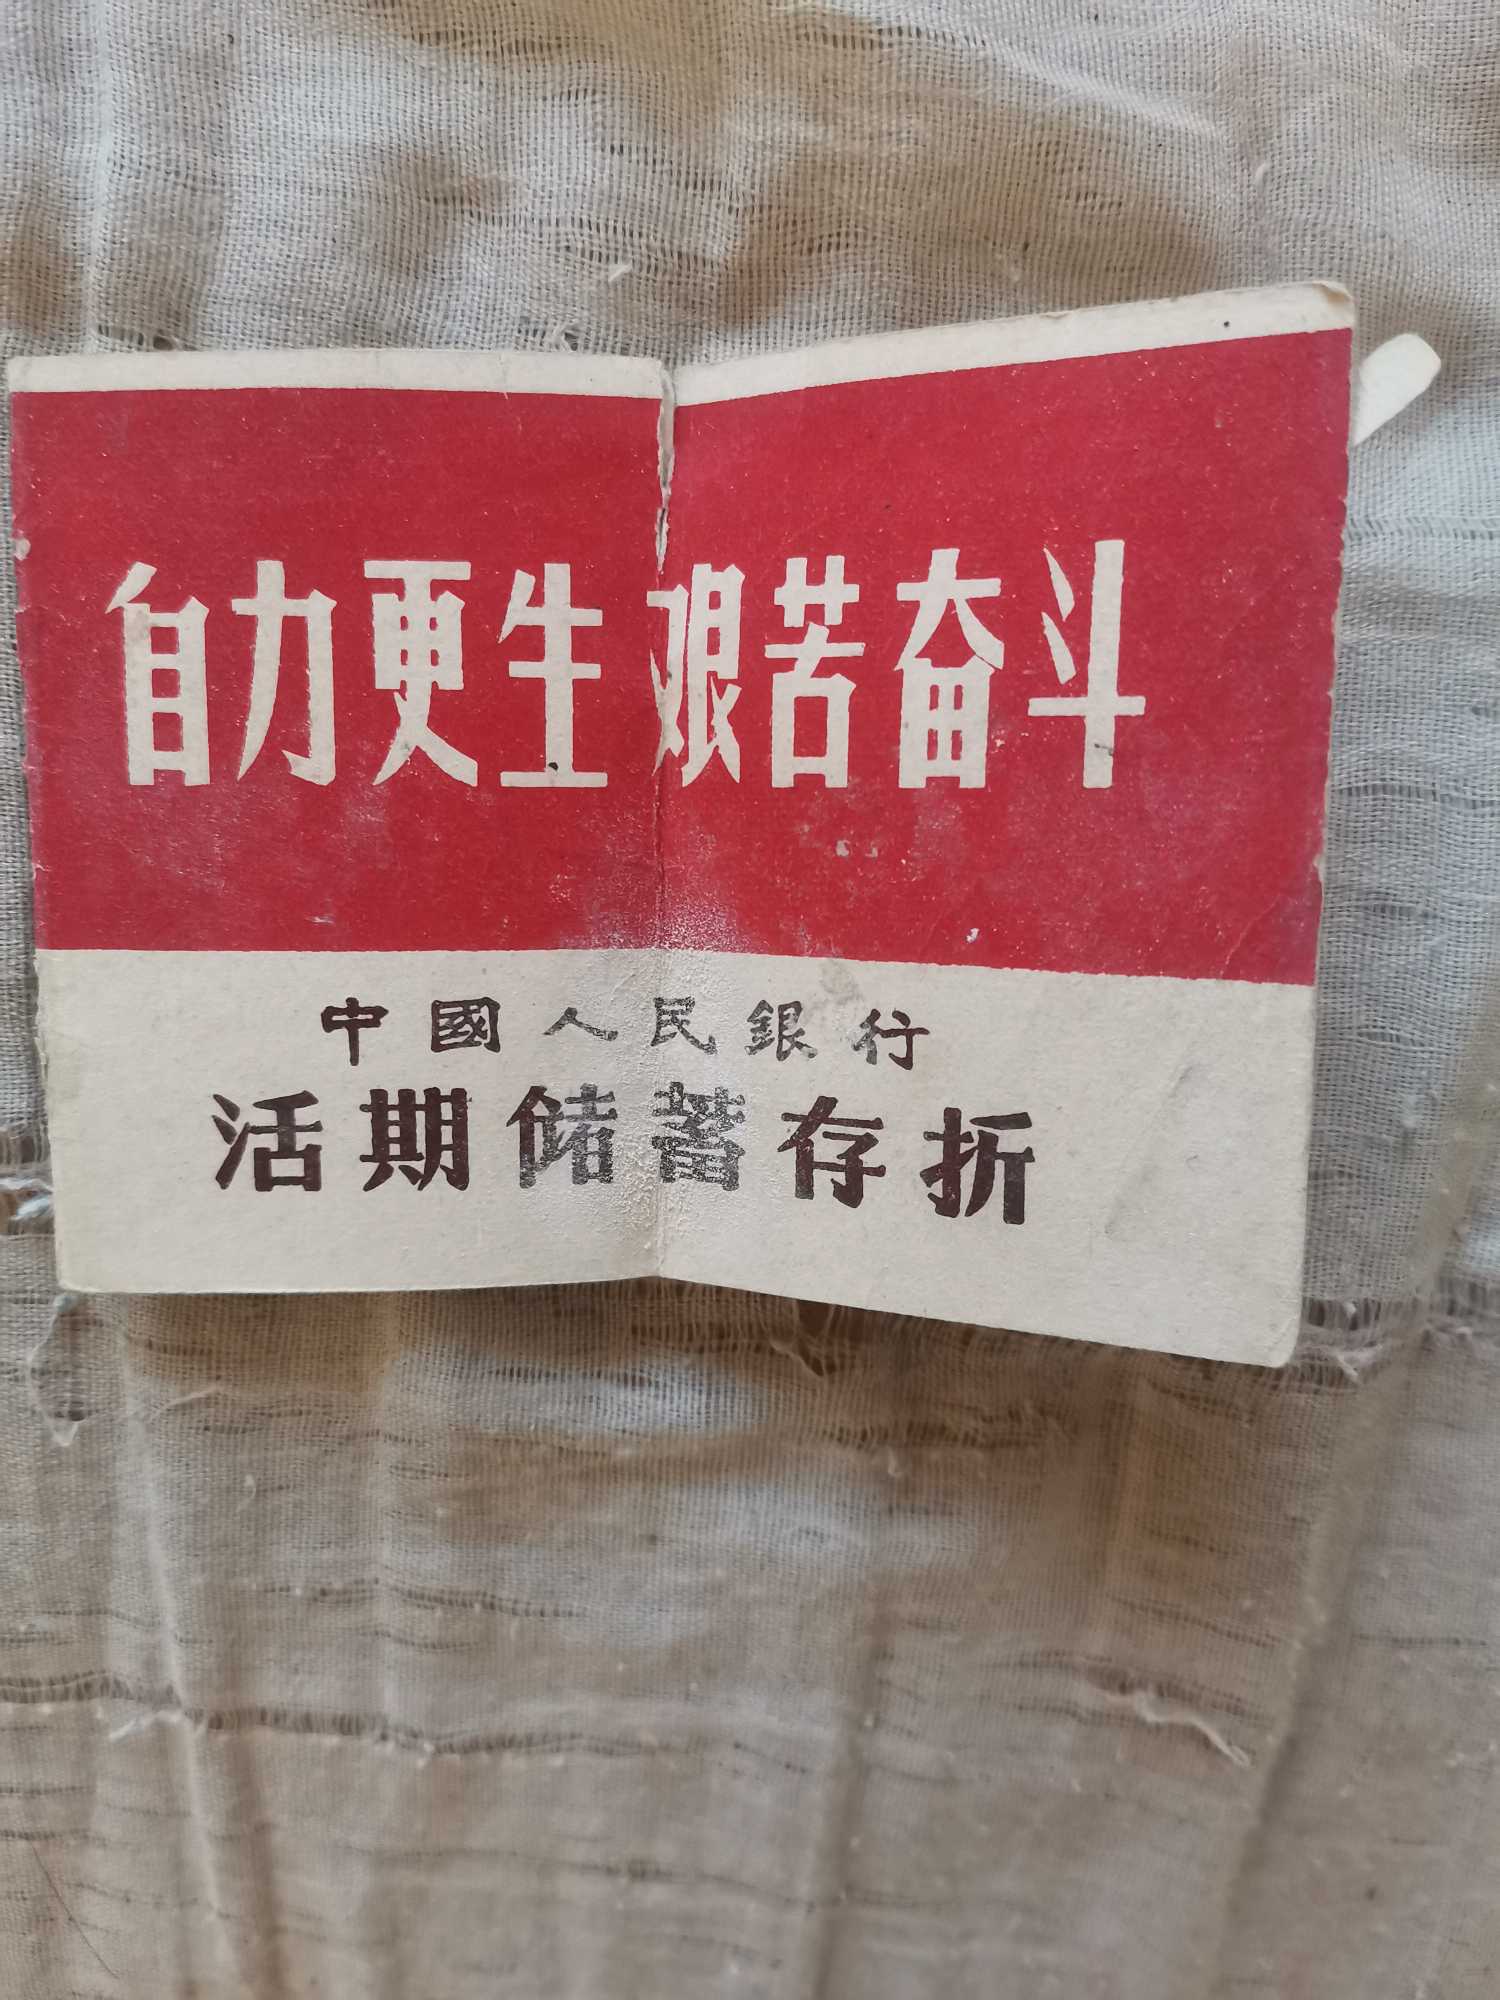 自力更生 艰苦奋斗
中國人民銀行
活期储蓄存折